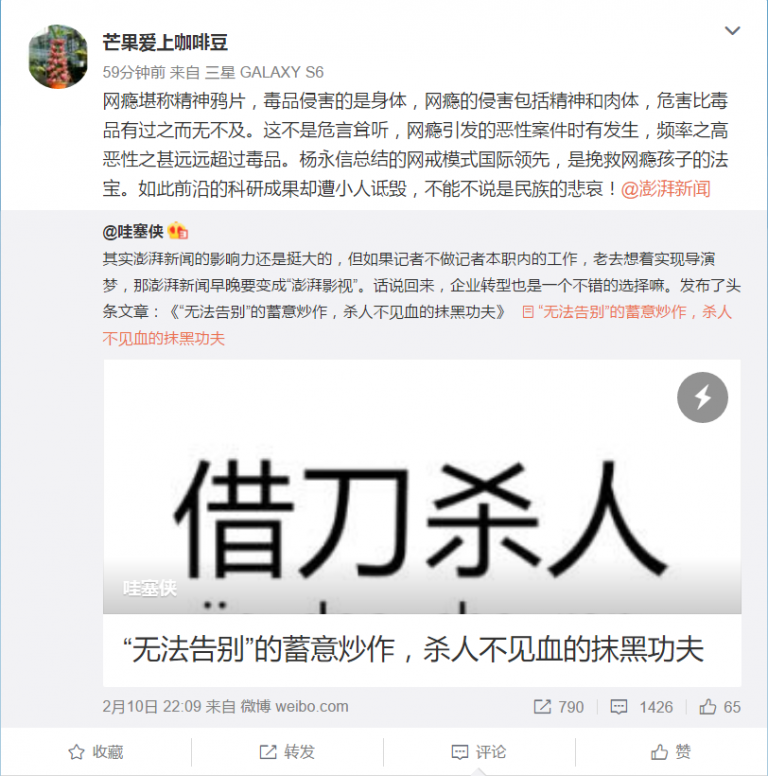 芒果爱上咖啡豆
59分钟前 来自 三星 GALAXY S6
网瘾堪称精神鸦片，毒品侵害的是身体，网瘾的侵害包括精神和肉体，危害比毒
品有过之而无不及。这不是危言耸听，网瘾引发的恶性案件时有发生，频率之高
恶性之甚远远超过毒品。杨永信总结的网戒模式国际领先，是挽救网瘾孩子的法
宝。如此前沿的科研成果却遭小人诋毁，不能不说是民族的悲哀！@澎湃新闻
@哇塞侠
其实澎湃新闻的影响力还是挺大的，但如果记者不做记者本职内的工作，老去想着实现导演
梦，那澎湃新闻早晚要变成“澎湃影视”。话说回来，企业转型也是一个不错的选择嘛。发布了头
条文章：《“无法告别”的蓄意炒作，杀人不见血的抹黑功夫》 “无法告别”的蓄意炒作，杀人
不见血的抹黑功夫
借刀杀人
哇塞侠
“无法告别”的蓄意炒作，杀人不见血的抹黑功夫
2月10日 22:09 来自 微博 weibo.com 790 1426 65
收藏 转发 评论 赞